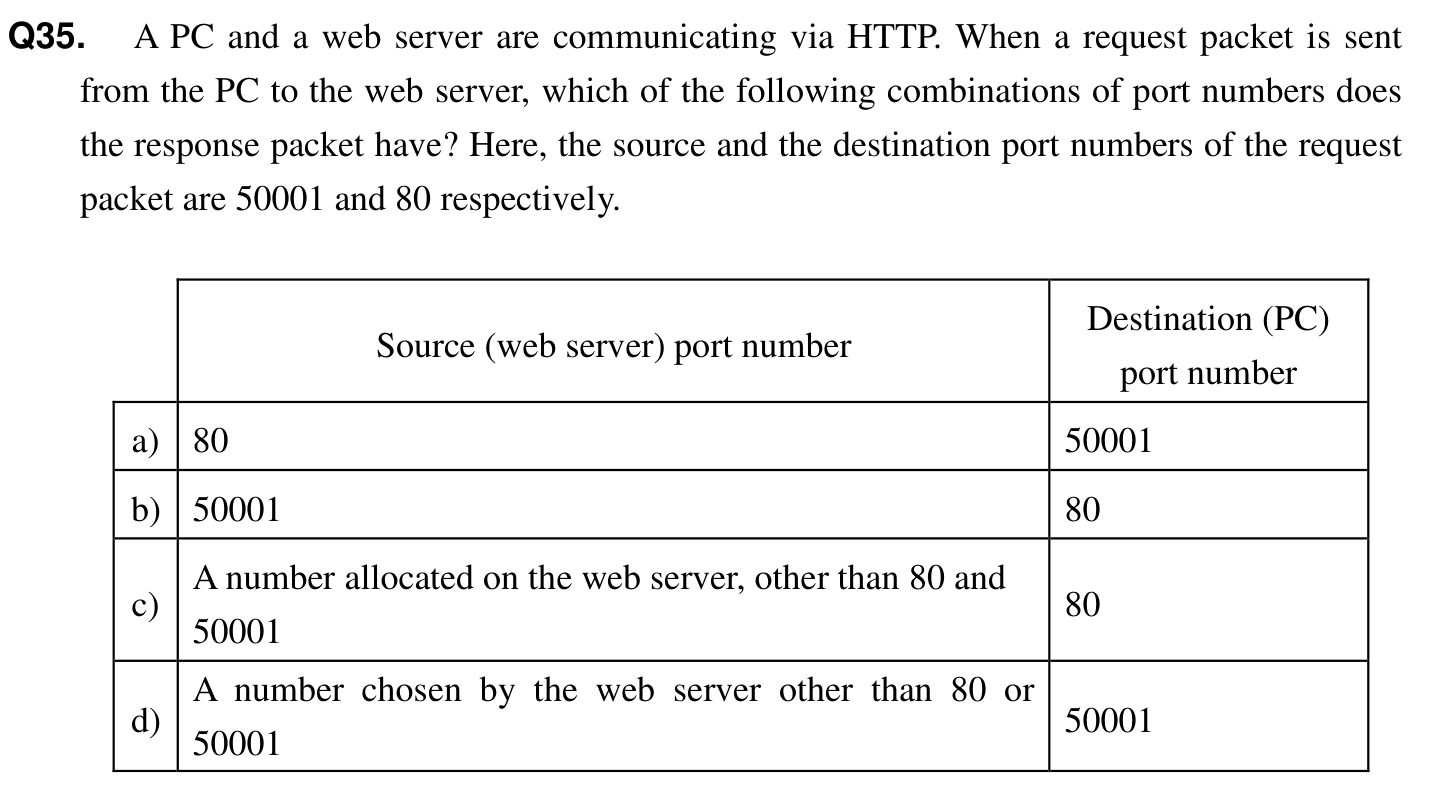 Q35. A PC and a web server are communicating via HTTP. When a request packet is sent
from the PC to the web server, which of the following combinations of port numbers does
the response packet have? Here, the source and the destination port numbers of the request
packet are 50001 and 80 respectively.
Source (web server) port number
Destination (PC)
port number
a) 80 50001
b) 50001 80
c) A number allocated on the web server, other than 80 and
50001
80
d) A number chosen by the web server other than 80 or
50001
50001